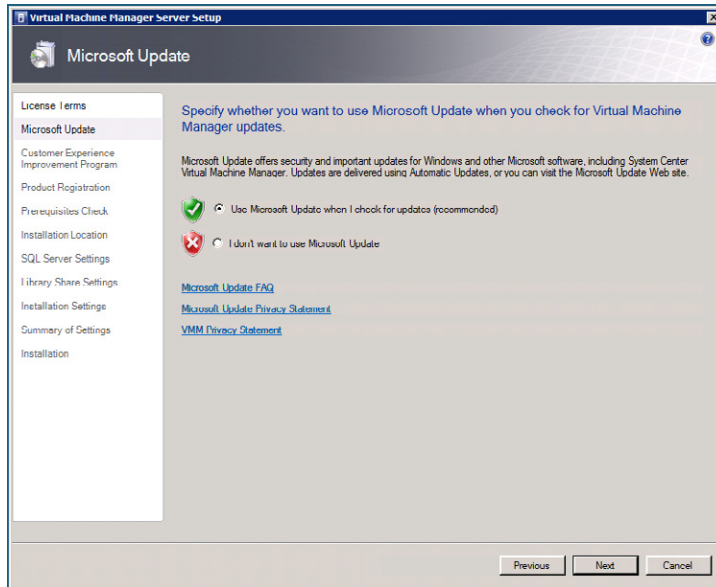 Virtual Machine Manager Server Setup
Microsoft Update
License Terms
Microsoft Update
Customer Experience
Improvement Program
Product Registration
Prerequisites Check
Installation Location
SQL Server Settings
Library Share Settings
Installation Settings
Summary of Settings
Installation
Specify whether you want to use Microsoft Update when you check for Virtual Machine
Manager updates.
Microsoft Update offers security and important updates for Windows and other Microsoft software, including System Center
Virtual Machine Manager. Updates are delivered using Automatic Updates, or you can visit the Microsoft Update Web site.
Use Microsoft Update when I check for updates (recommended)
I don't want to use Microsoft Update
Microsoft Update FAQ
Microsoft Update Privacy Statement
VMM Privacy Statement
Previous
Next
Cancel